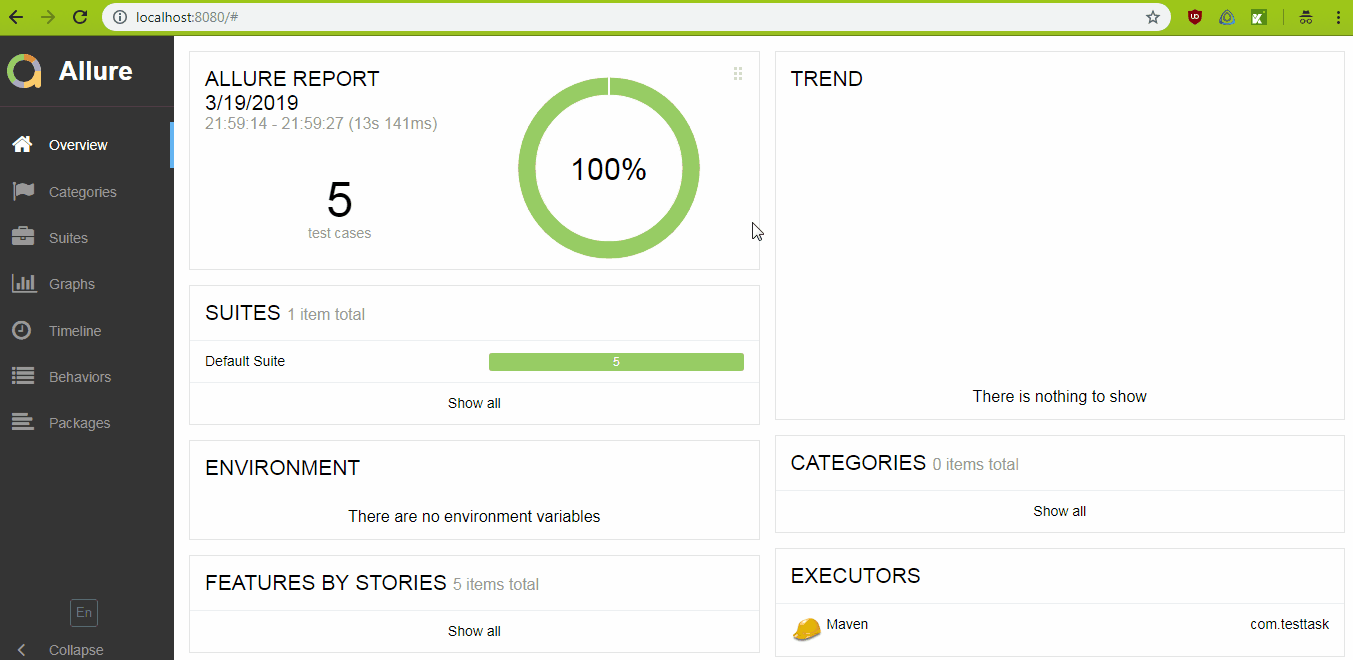 localhost:8080/#
Allure
Overview
Categories
Suites
Graphs
Timeline
Behaviors
Packages
En
Collapse
ALLURE REPORT
3/19/2019
21:59:14 - 21:59:27 (13s 141ms)
5
test cases
100%
SUITES 1 item total
Default Suite 5
Show all
ENVIRONMENT
There are no environment variables
FEATURES BY STORIES 5 items total
Show all
TREND
There is nothing to show
CATEGORIES 0 items total
Show all
EXECUTORS
Maven com.testtask